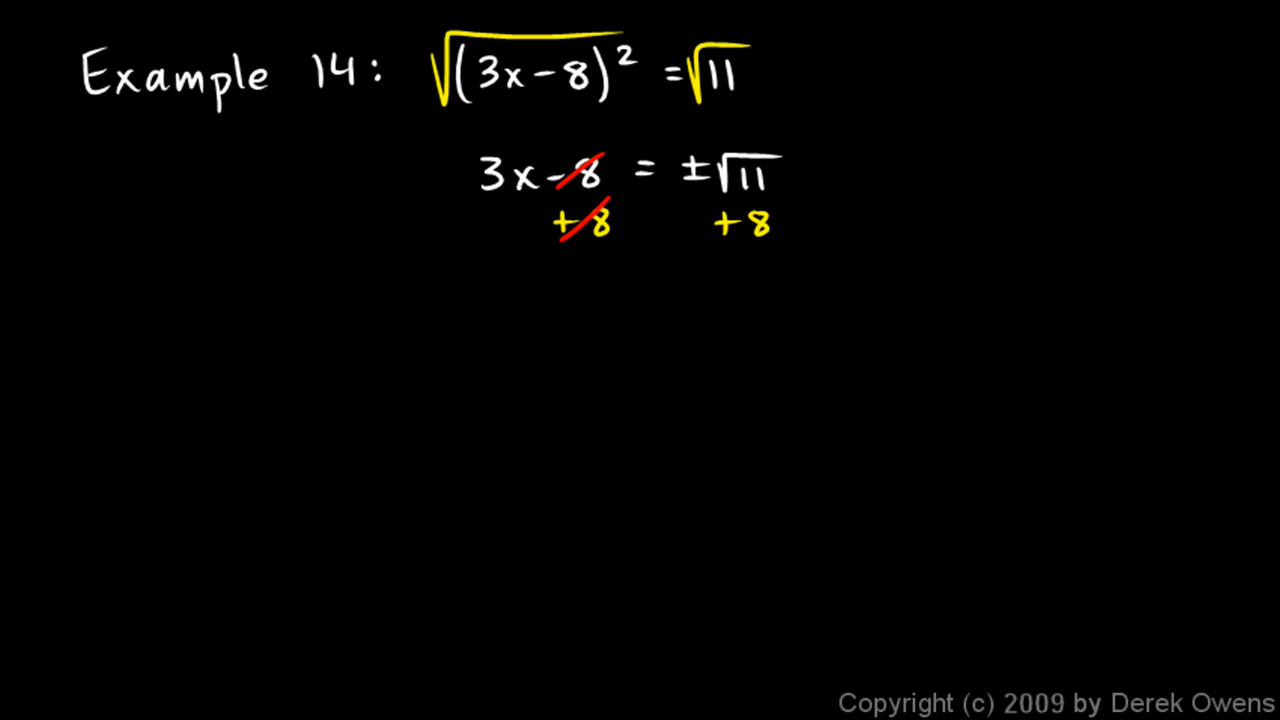 Example 14: √(3x-8)² = √11
3x-8 = ±√11
+8 +8
Copyright (c) 2009 by Derek Owens